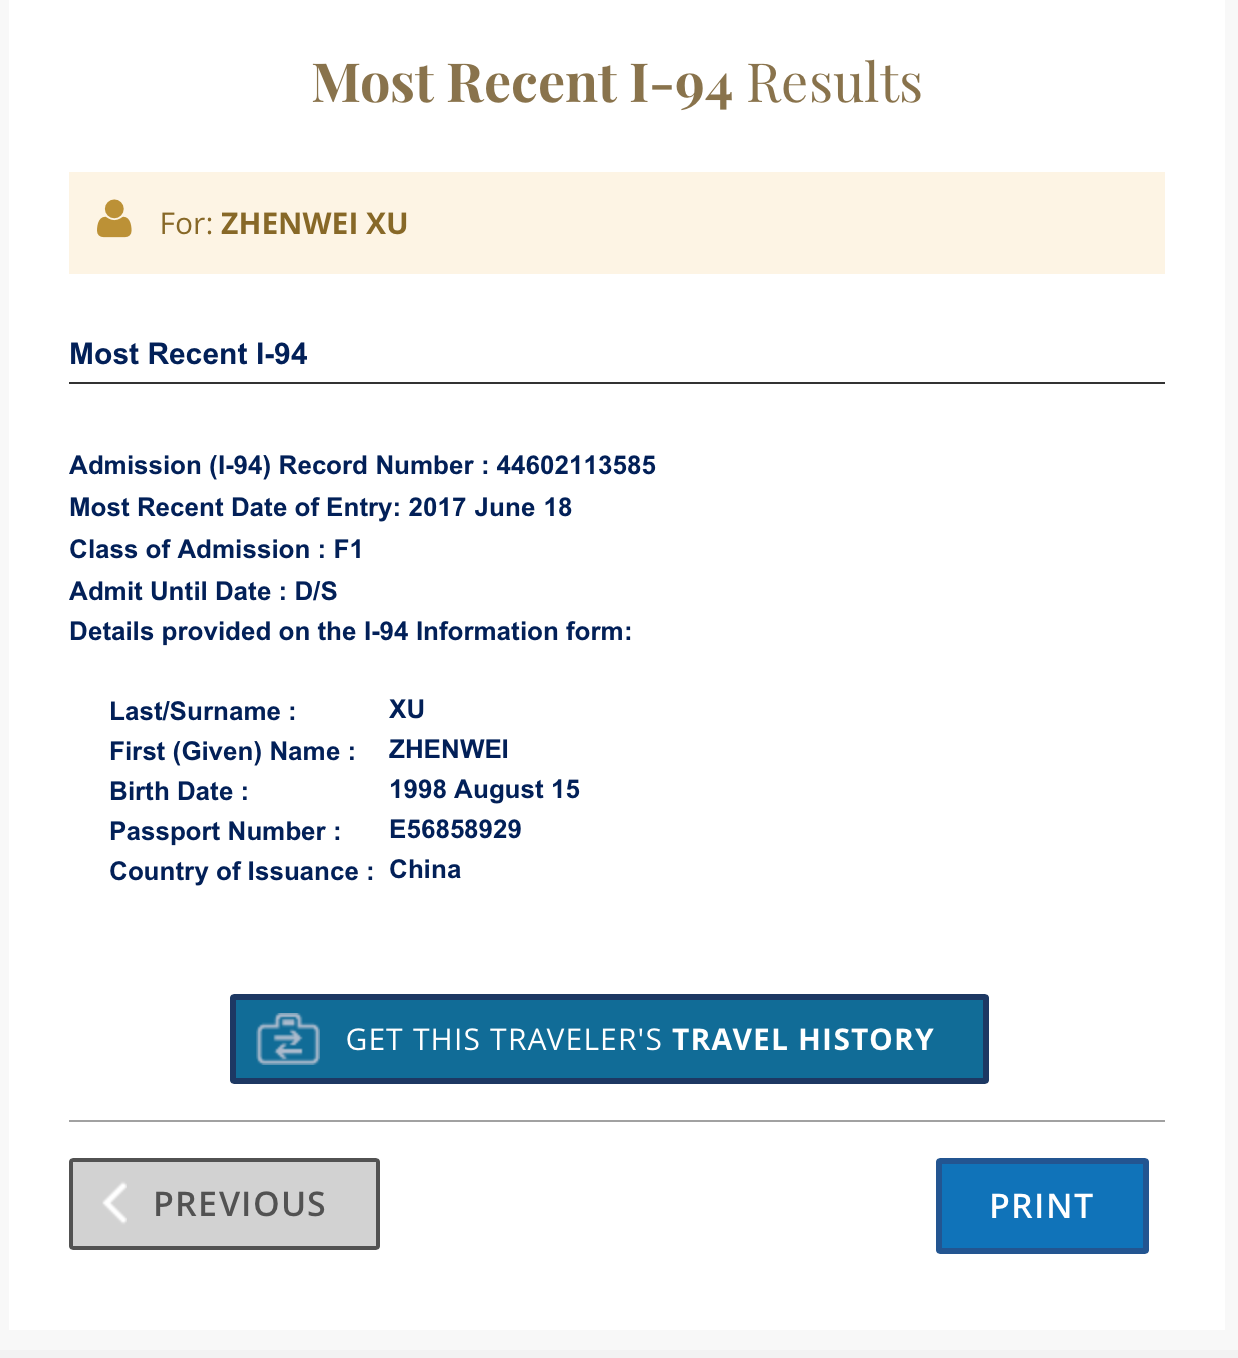 Most Recent I-94 Results
For: ZHENWEI XU
Most Recent I-94
Admission (I-94) Record Number : 44602113585
Most Recent Date of Entry: 2017 June 18
Class of Admission : F1
Admit Until Date : D/S
Details provided on the I-94 Information form:
Last/Surname : XU
First (Given) Name : ZHENWEI
Birth Date : 1998 August 15
Passport Number : E56858929
Country of Issuance : China
GET THIS TRAVELER'S TRAVEL HISTORY
PREVIOUS
PRINT